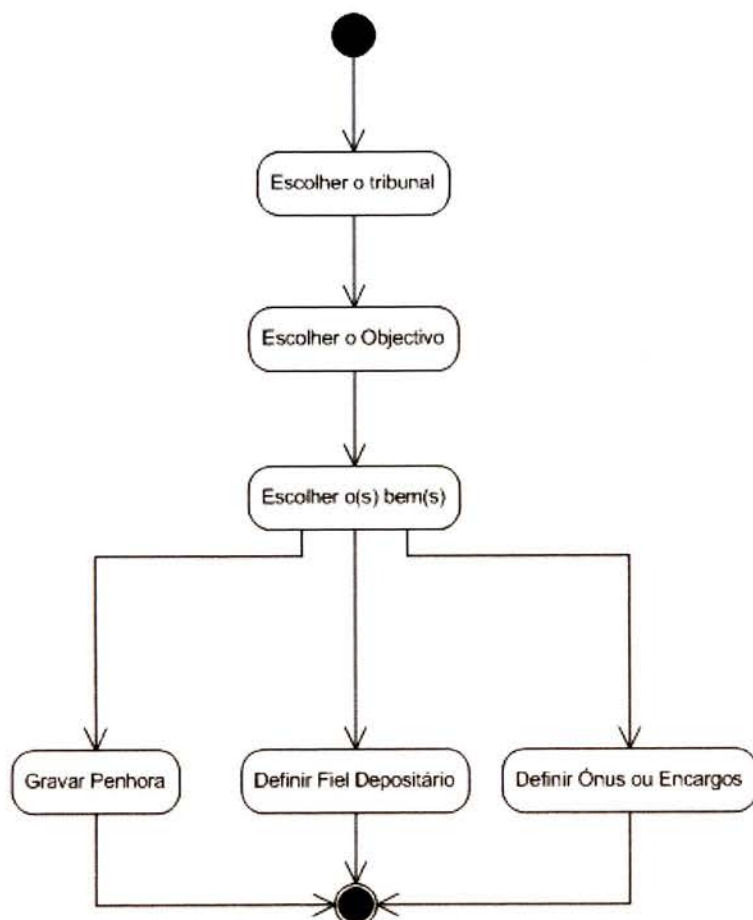 Escolher o tribunal
Escolher o Objectivo
Escolher o(s) bem(s)
Gravar Penhora
Definir Fiel Depositário
Definir Ónus ou Encargos